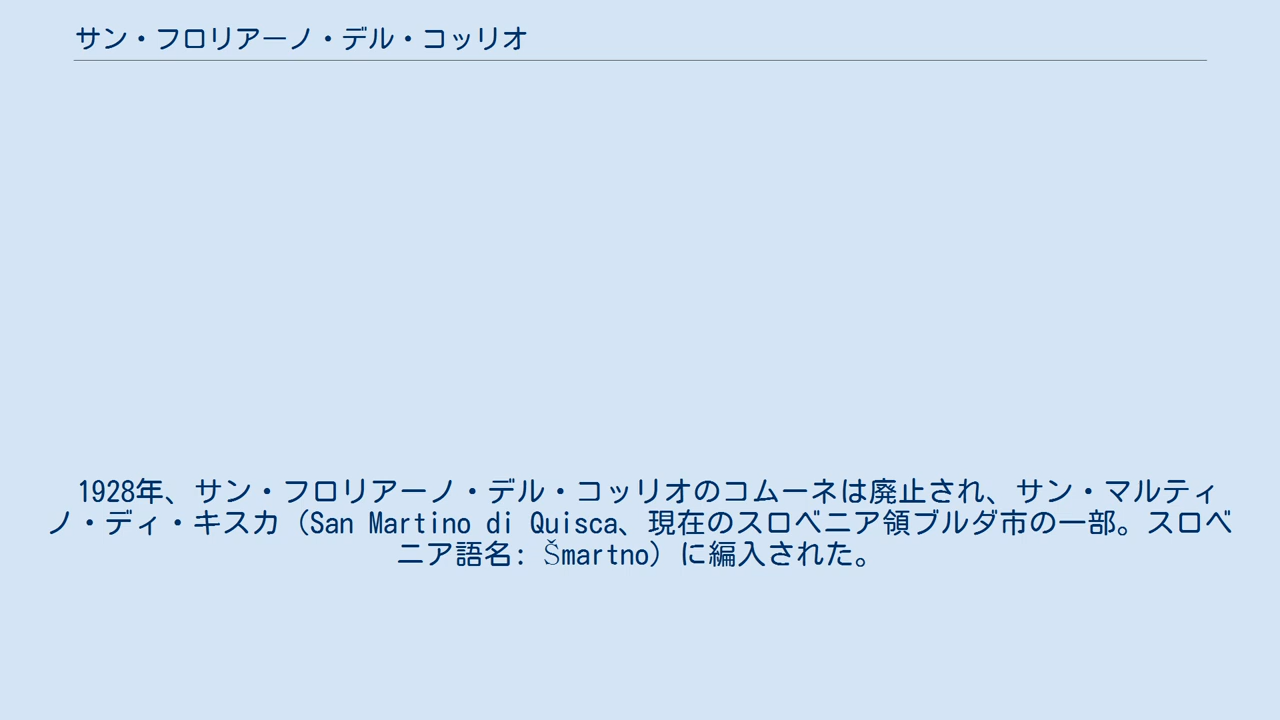 サン・フロリアーノ・デル・コッリオ
1928年、サン・フロリアーノ・デル・コッリオのコムーネは廃止され、サン・マルティ
ノ・ディ・キスカ（San Martino di Quisca、現在のスロベニア領ブルダ市の一部。スロベ
ニア語名: Šmartno）に編入された。